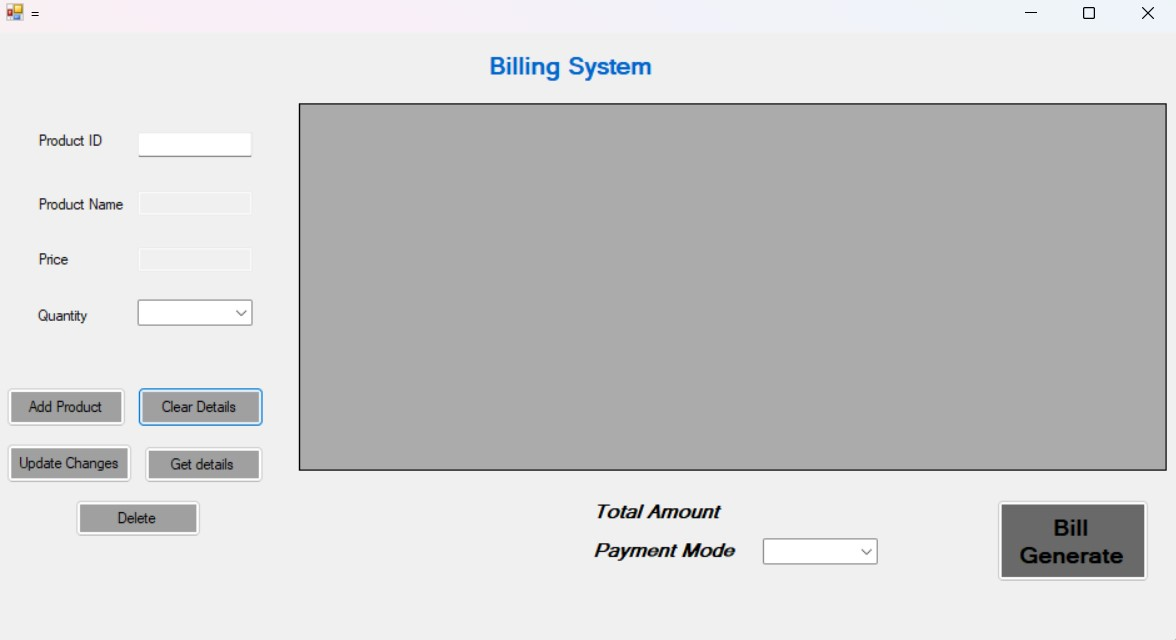 =
Billing System
Product ID
Product Name
Price
Quantity
Add Product
Clear Details
Update Changes
Get details
Delete
Total Amount
Payment Mode
Bill
Generate